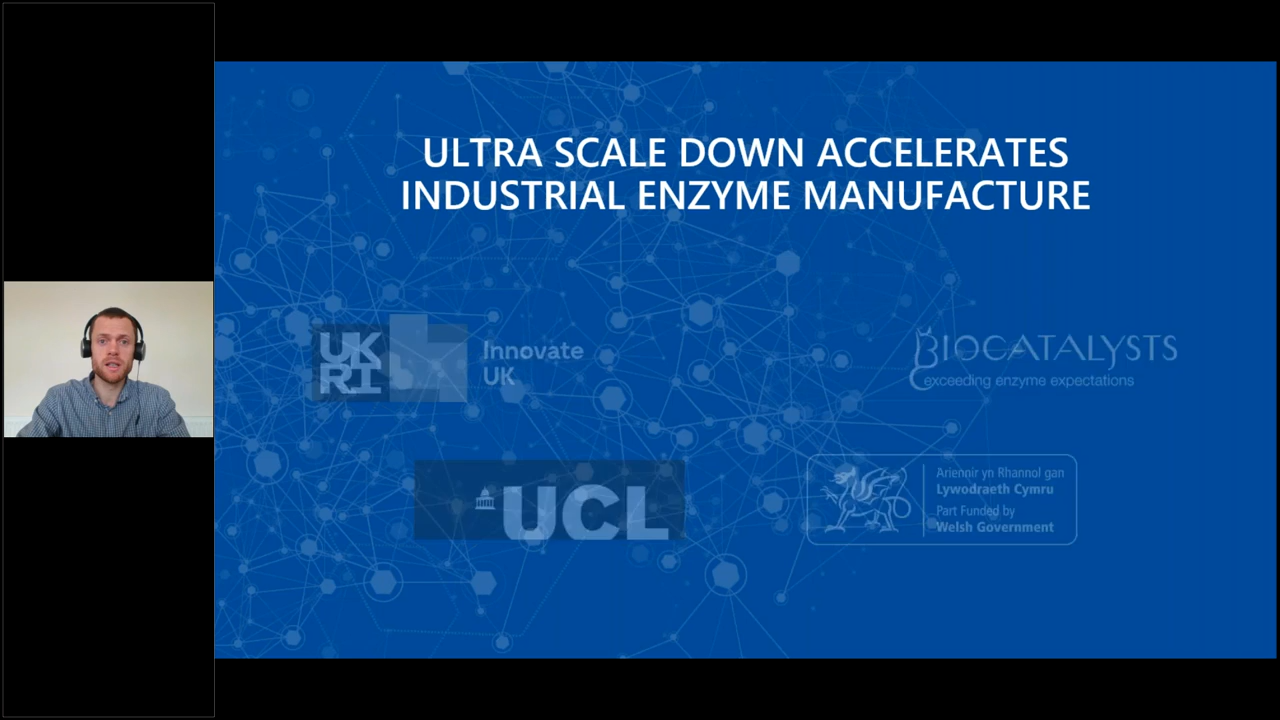 ULTRA SCALE DOWN ACCELERATES
INDUSTRIAL ENZYME MANUFACTURE
UK
RI
Innovate
UK
BIOCATALYSTS
exceeding enzyme expectations
UCL
Ariennir yn Rhannol gan
Lywodraeth Cymru
Part Funded by
Welsh Government